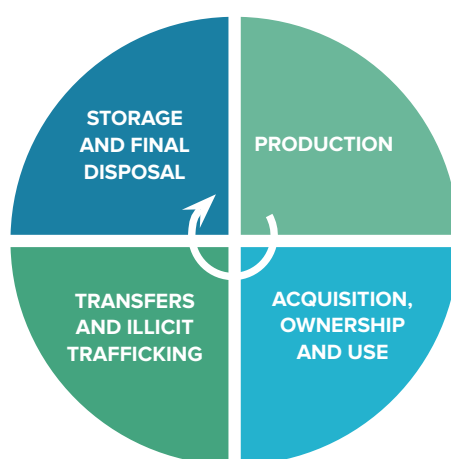 STORAGE
AND FINAL
DISPOSAL
PRODUCTION
TRANSFERS
AND ILLICIT
TRAFFICKING
ACQUISITION,
OWNERSHIP
AND USE